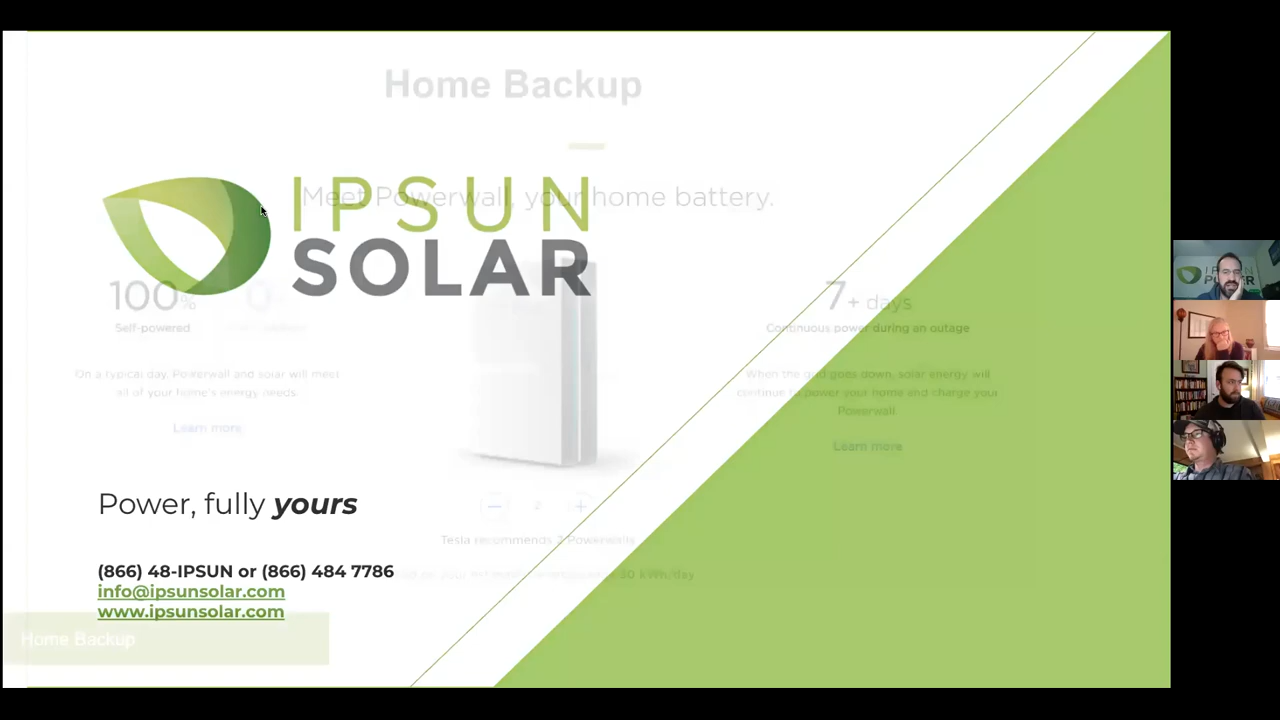 Home Backup
Meet Powerwall, your home battery.
IPSUN
SOLAR
100%
Self-powered
7+ days
Continuous power during an outage
On a typical day, Powerwall and solar will meet
all of your home's energy needs.
Learn more
When the grid goes down, solar energy will
continue to power your home and charge your
Powerwall.
Learn more
Power, fully yours
2
Tesla recommends 2 Powerwalls
30 kWh/day
(866) 48-IPSUN or (866) 484 7786
info@ipsunsolar.com
www.ipsunsolar.com
Home Backup